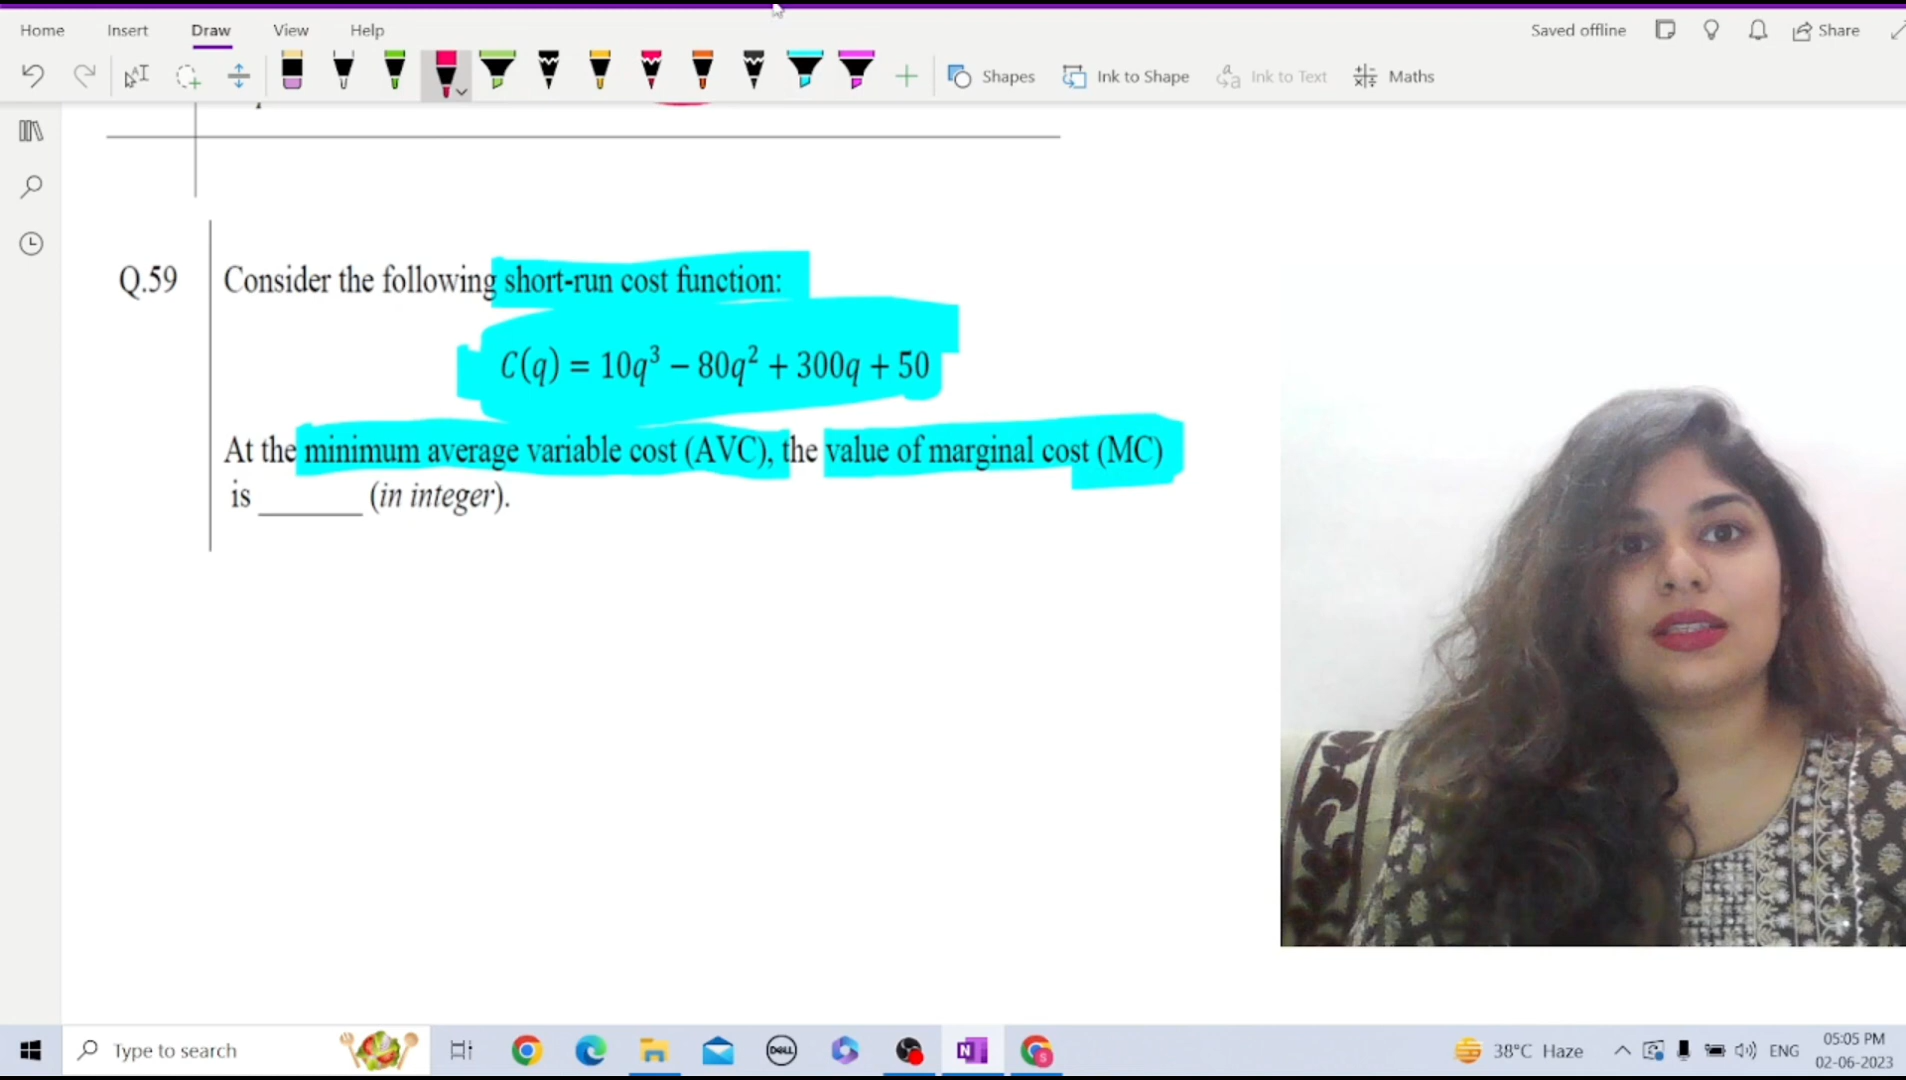 Home Insert Draw View Help Saved offline Share
Shapes Ink to Shape Ink to Text Maths
Q.59 Consider the following short-run cost function:
C(q) = 10q³ − 80q² + 300q + 50
At the minimum average variable cost (AVC), the value of marginal cost (MC)
is _______ (in integer).
Type to search DELL N S 38°C Haze ENG 05:05 PM
02-06-2023